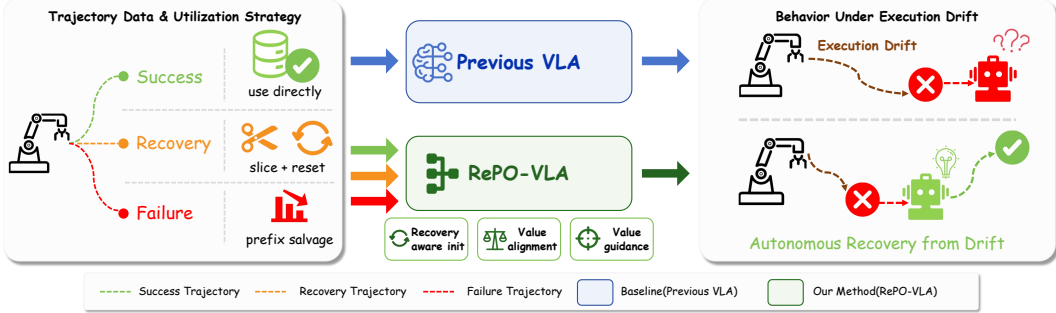 Trajectory Data & Utilization Strategy
Success
use directly
Recovery
slice + reset
Failure
prefix salvage
Previous VLA
RePO-VLA
Recovery
aware init
Value
alignment
Value
guidance
Behavior Under Execution Drift
Execution Drift
???
Autonomous Recovery from Drift
Success Trajectory
Recovery Trajectory
Failure Trajectory
Baseline(Previous VLA)
Our Method(RePO-VLA)